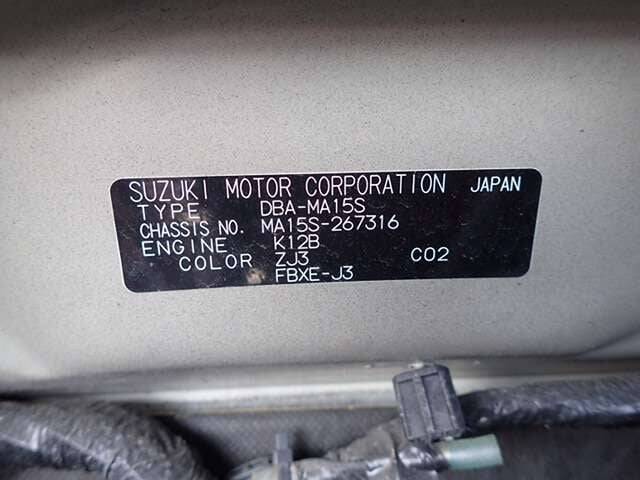 SUZUKI MOTOR CORPORATION JAPAN
TYPE DBA-MA15S
CHASSIS NO. MA15S-267316
ENGINE K12B
COLOR ZJ3 C02
FBXE-J3